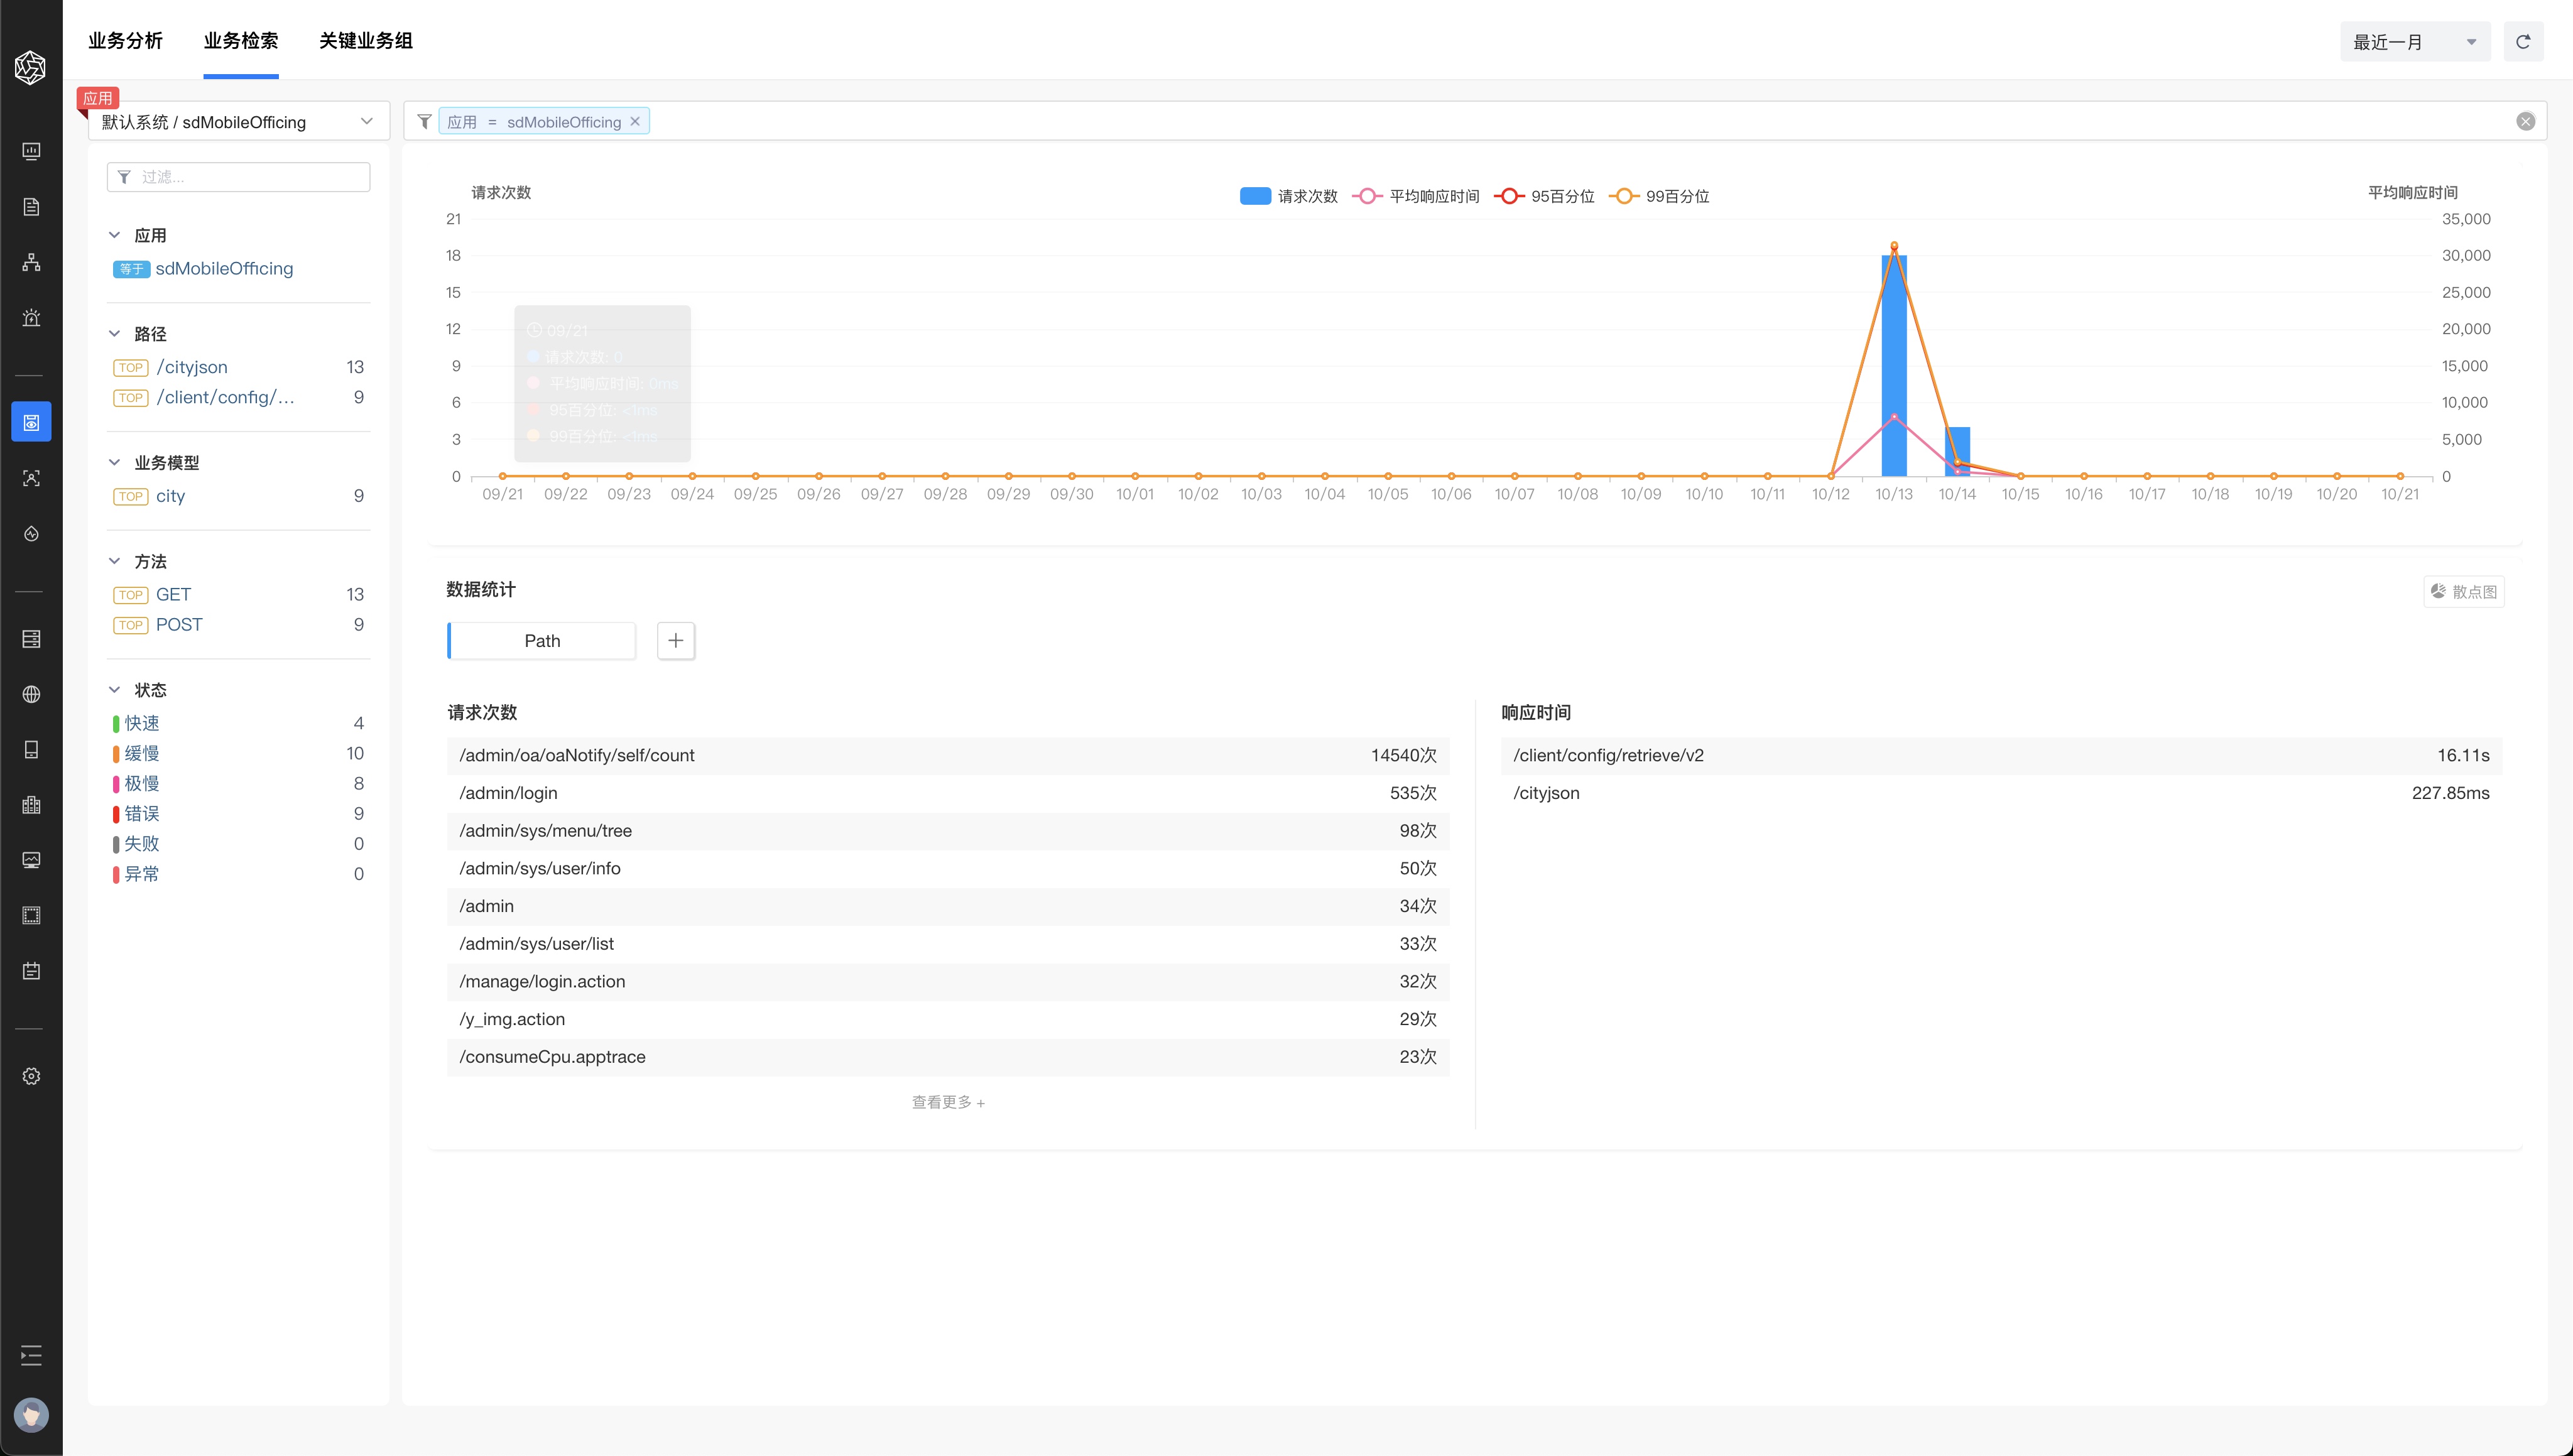 业务分析 业务检索 关键业务组 最近一月
应用
默认系统 / sdMobileOfficing
应用 = sdMobileOfficing
过滤...
应用
等于 sdMobileOfficing
路径
TOP /cityjson 13
TOP /client/config/... 9
业务模型
TOP city 9
方法
TOP GET 13
TOP POST 9
状态
快速 4
缓慢 10
极慢 8
错误 9
失败 0
异常 0
请求次数
请求次数 平均响应时间 95百分位 99百分位
平均响应时间
21 35,000
18 30,000
15 25,000
12 20,000
9 15,000
6 10,000
3 5,000
0 0
09/21
请求次数: 0
平均响应时间: 0ms
95百分位: <1ms
99百分位: <1ms
09/21 09/22 09/23 09/24 09/25 09/26 09/27 09/28 09/29 09/30 10/01 10/02 10/03 10/04 10/05 10/06 10/07 10/08 10/09 10/10 10/11 10/12 10/13 10/14 10/15 10/16 10/17 10/18 10/19 10/20 10/21
数据统计 散点图
Path +
请求次数
/admin/oa/oaNotify/self/count 14540次
/admin/login 535次
/admin/sys/menu/tree 98次
/admin/sys/user/info 50次
/admin 34次
/admin/sys/user/list 33次
/manage/login.action 32次
/y_img.action 29次
/consumeCpu.apptrace 23次
查看更多 +
响应时间
/client/config/retrieve/v2 16.11s
/cityjson 227.85ms